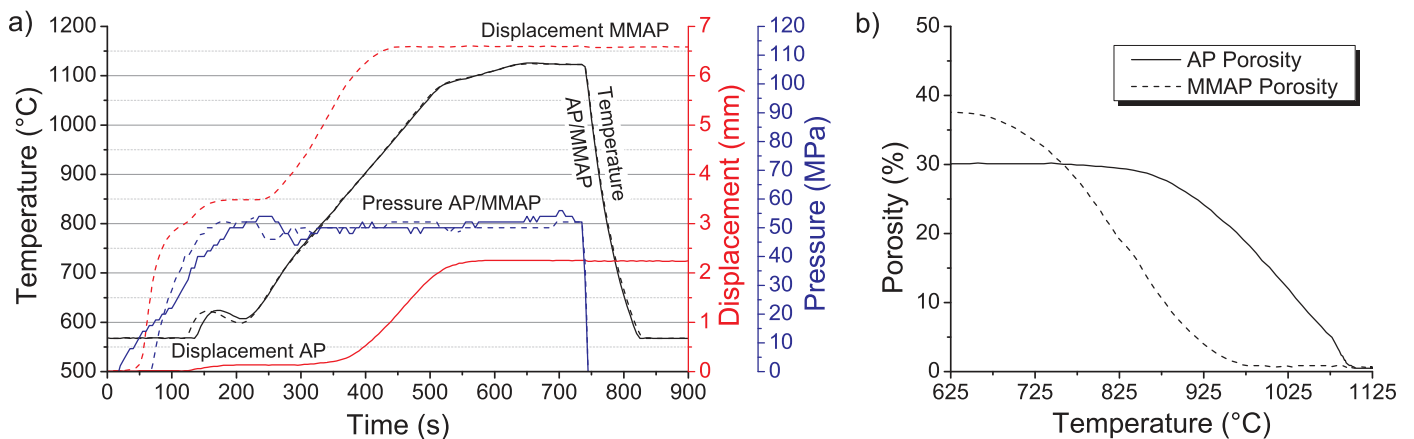 a)
1200
1100
1000
900
800
700
600
500
Temperature (°C)
0 100 200 300 400 500 600 700 800 900
Time (s)
Displacement MMAP
Temperature
AP/MMAP
Pressure AP/MMAP
Displacement AP
7
6
5
4
3
2
1
0
Displacement (mm)
120
110
100
90
80
70
60
50
40
30
20
10
0
Pressure (MPa)
b)
50
40
30
20
10
0
Porosity (%)
AP Porosity
MMAP Porosity
625 725 825 925 1025 1125
Temperature (°C)